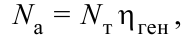 Nа = Nт ηген ,